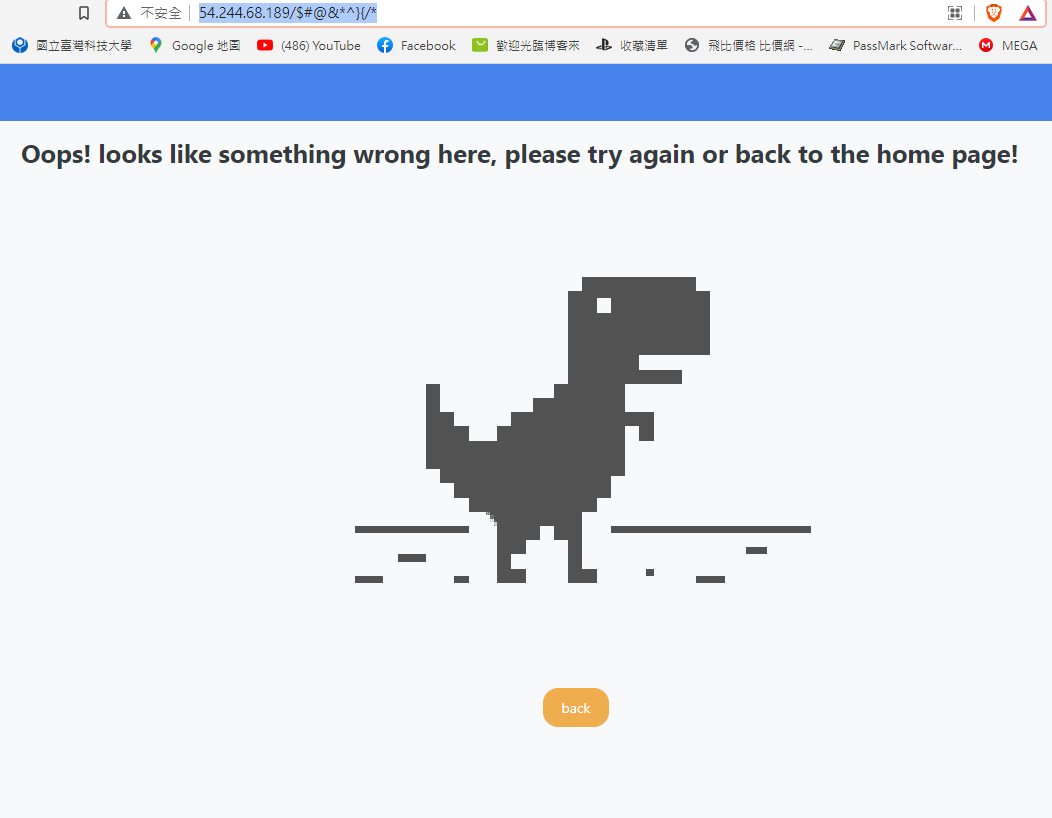 不安全 54.244.68.189/$#@&*^}{/*
國立臺灣科技大學 Google 地圖 (486) YouTube Facebook 歡迎光臨博客來 收藏清單 飛比價格 比價網 -... PassMark Softwar... MEGA
Oops! looks like something wrong here, please try again or back to the home page!
back